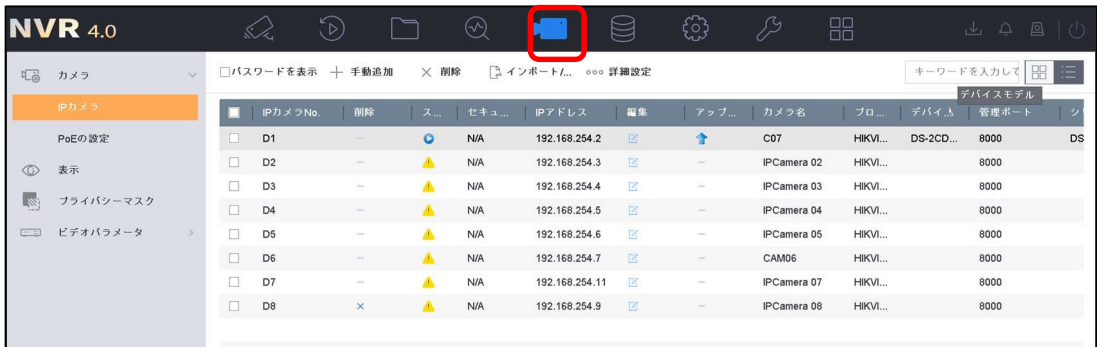 NVR 4.0
カメラ
IPカメラ
PoEの設定
表示
プライバシーマスク
ビデオパラメータ
パスワードを表示 手動追加 削除 インポート/... 詳細設定 キーワードを入力して
デバイスモデル
IPカメラNo. 削除 ス... セキュ... IPアドレス 編集 アップ... カメラ名 プロ... デバイス 管理ポート シリ
D1 — N/A 192.168.254.2 C07 HIKVI... DS-2CD... 8000 DS
D2 — N/A 192.168.254.3 — IPCamera 02 HIKVI... 8000
D3 — N/A 192.168.254.4 — IPCamera 03 HIKVI... 8000
D4 — N/A 192.168.254.5 — IPCamera 04 HIKVI... 8000
D5 — N/A 192.168.254.6 — IPCamera 05 HIKVI... 8000
D6 — N/A 192.168.254.7 — CAM06 HIKVI... 8000
D7 — N/A 192.168.254.11 — IPCamera 07 HIKVI... 8000
D8 × N/A 192.168.254.9 — IPCamera 08 HIKVI... 8000